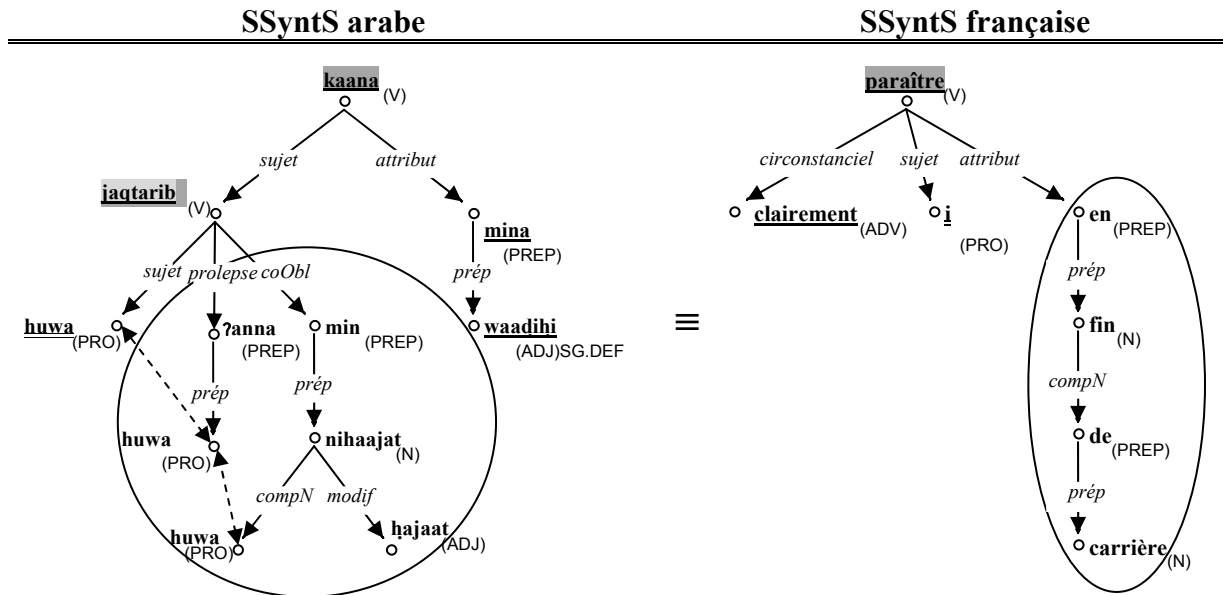 SSyntS arabe SSyntS française
kaana (V) paraître (V)
sujet attribut circonstanciel sujet attribut
jaqtarib (V) mina (PREP) clairement (ADV) i (PRO) en (PREP)
sujet prolepse coObl prép prép
huwa (PRO) ʔanna (PREP) min (PREP) waaḍiḥi (ADJ)SG.DEF ≡ fin (N)
prép prép compN
huwa (PRO) nihaajat (N) de (PREP)
compN modif prép
huwa (PRO) ḥajaat (ADJ) carrière (N)